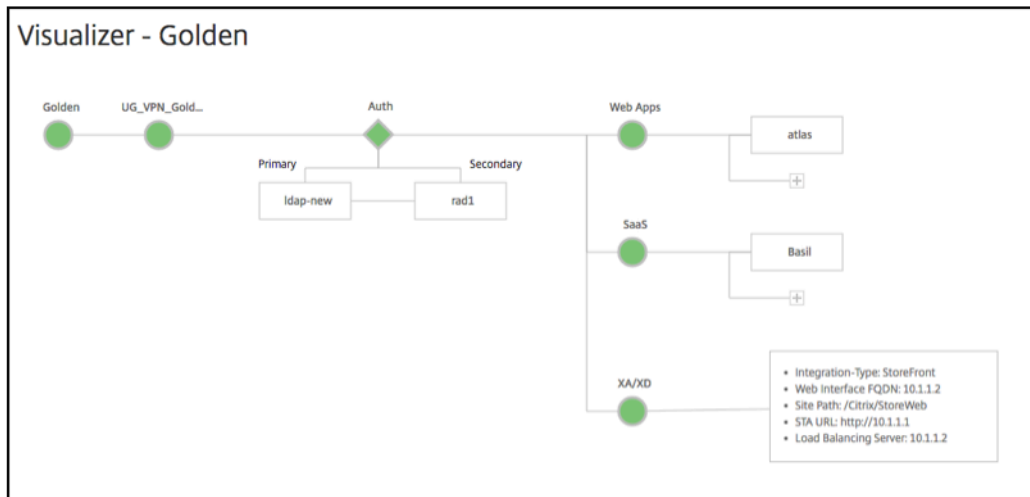 Visualizer - Golden
Golden
UG_VPN_Gold...
Auth
Web Apps
atlas
Primary
Secondary
ldap-new
rad1
SaaS
Basil
XA/XD
• Integration-Type: StoreFront
• Web Interface FQDN: 10.1.1.2
• Site Path: /Citrix/StoreWeb
• STA URL: http://10.1.1.1
• Load Balancing Server: 10.1.1.2